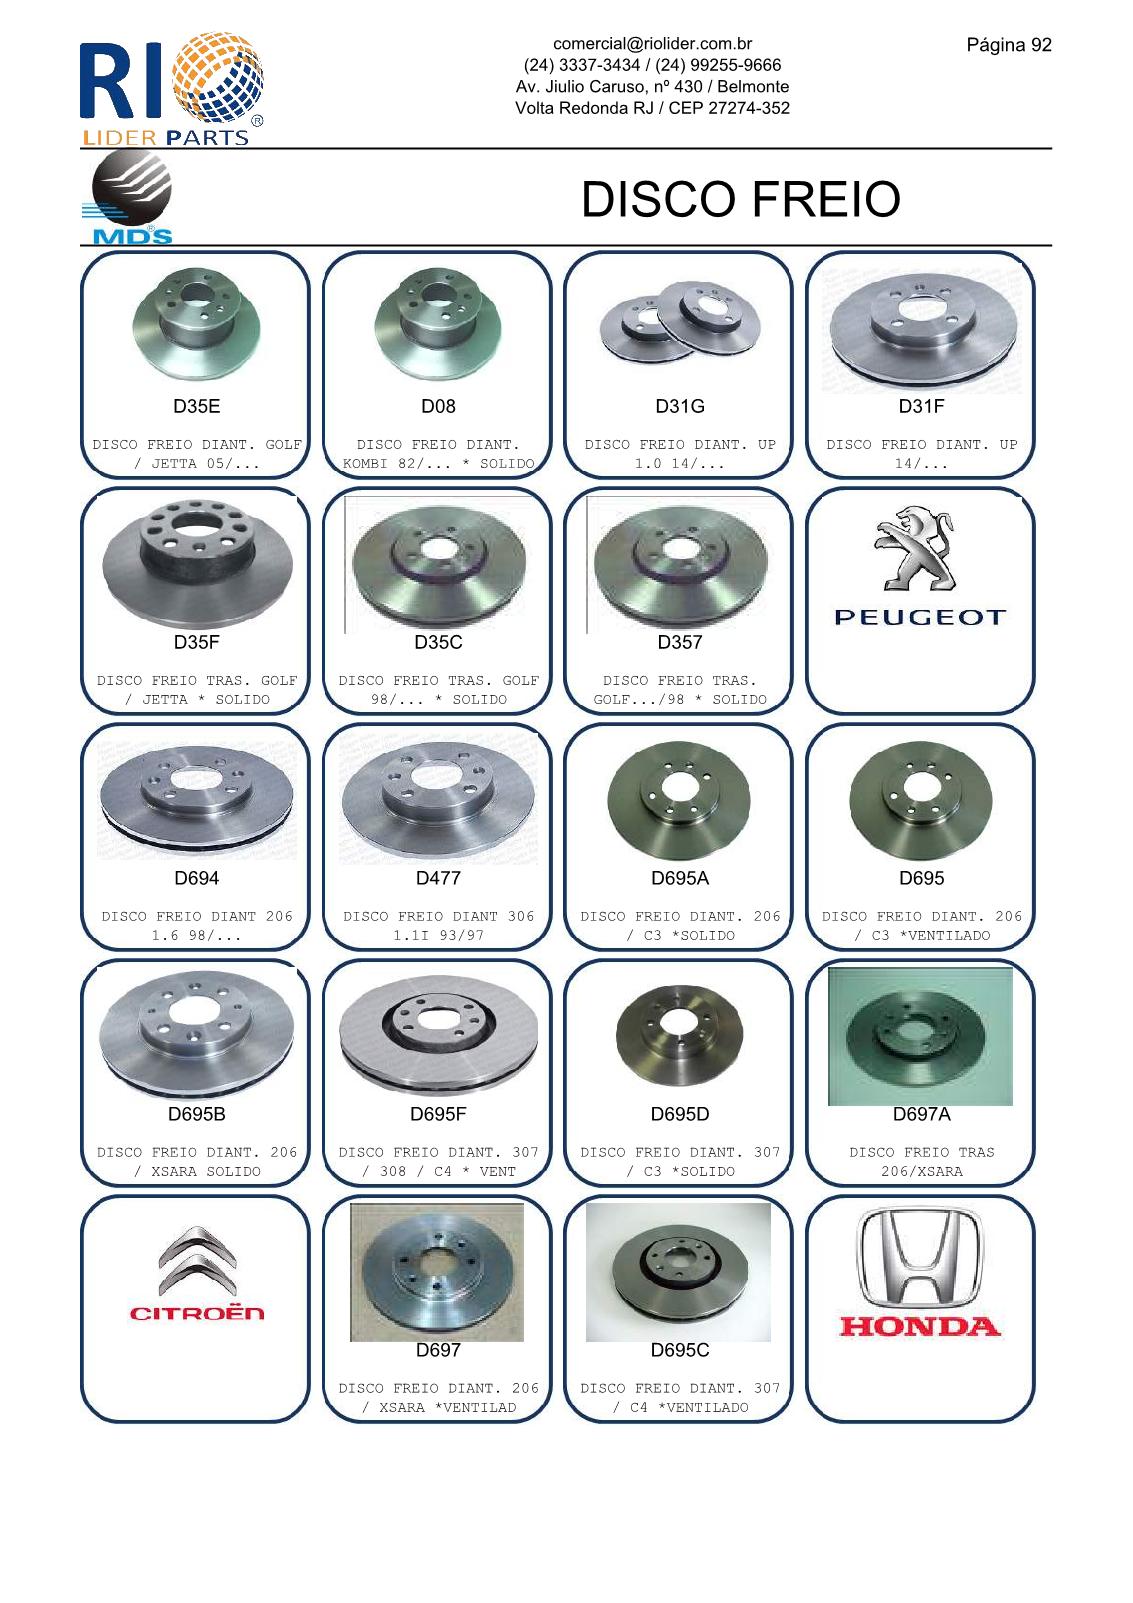 RIO
LIDER PARTS ®
comercial@riolider.com.br
(24) 3337-3434 / (24) 99255-9666
Av. Jiulio Caruso, nº 430 / Belmonte
Volta Redonda RJ / CEP 27274-352
Página 92
MDS
DISCO FREIO
D35E
DISCO FREIO DIANT. GOLF
/ JETTA 05/...
D08
DISCO FREIO DIANT.
KOMBI 82/... * SOLIDO
D31G
DISCO FREIO DIANT. UP
1.0 14/...
D31F
DISCO FREIO DIANT. UP
14/...
D35F
DISCO FREIO TRAS. GOLF
/ JETTA * SOLIDO
D35C
DISCO FREIO TRAS. GOLF
98/... * SOLIDO
D357
DISCO FREIO TRAS.
GOLF.../98 * SOLIDO
PEUGEOT
D694
DISCO FREIO DIANT 206
1.6 98/...
D477
DISCO FREIO DIANT 306
1.1I 93/97
D695A
DISCO FREIO DIANT. 206
/ C3 *SOLIDO
D695
DISCO FREIO DIANT. 206
/ C3 *VENTILADO
D695B
DISCO FREIO DIANT. 206
/ XSARA SOLIDO
D695F
DISCO FREIO DIANT. 307
/ 308 / C4 * VENT
D695D
DISCO FREIO DIANT. 307
/ C3 *SOLIDO
D697A
DISCO FREIO TRAS
206/XSARA
CITROËN
D697
DISCO FREIO DIANT. 206
/ XSARA *VENTILAD
D695C
DISCO FREIO DIANT. 307
/ C4 *VENTILADO
HONDA